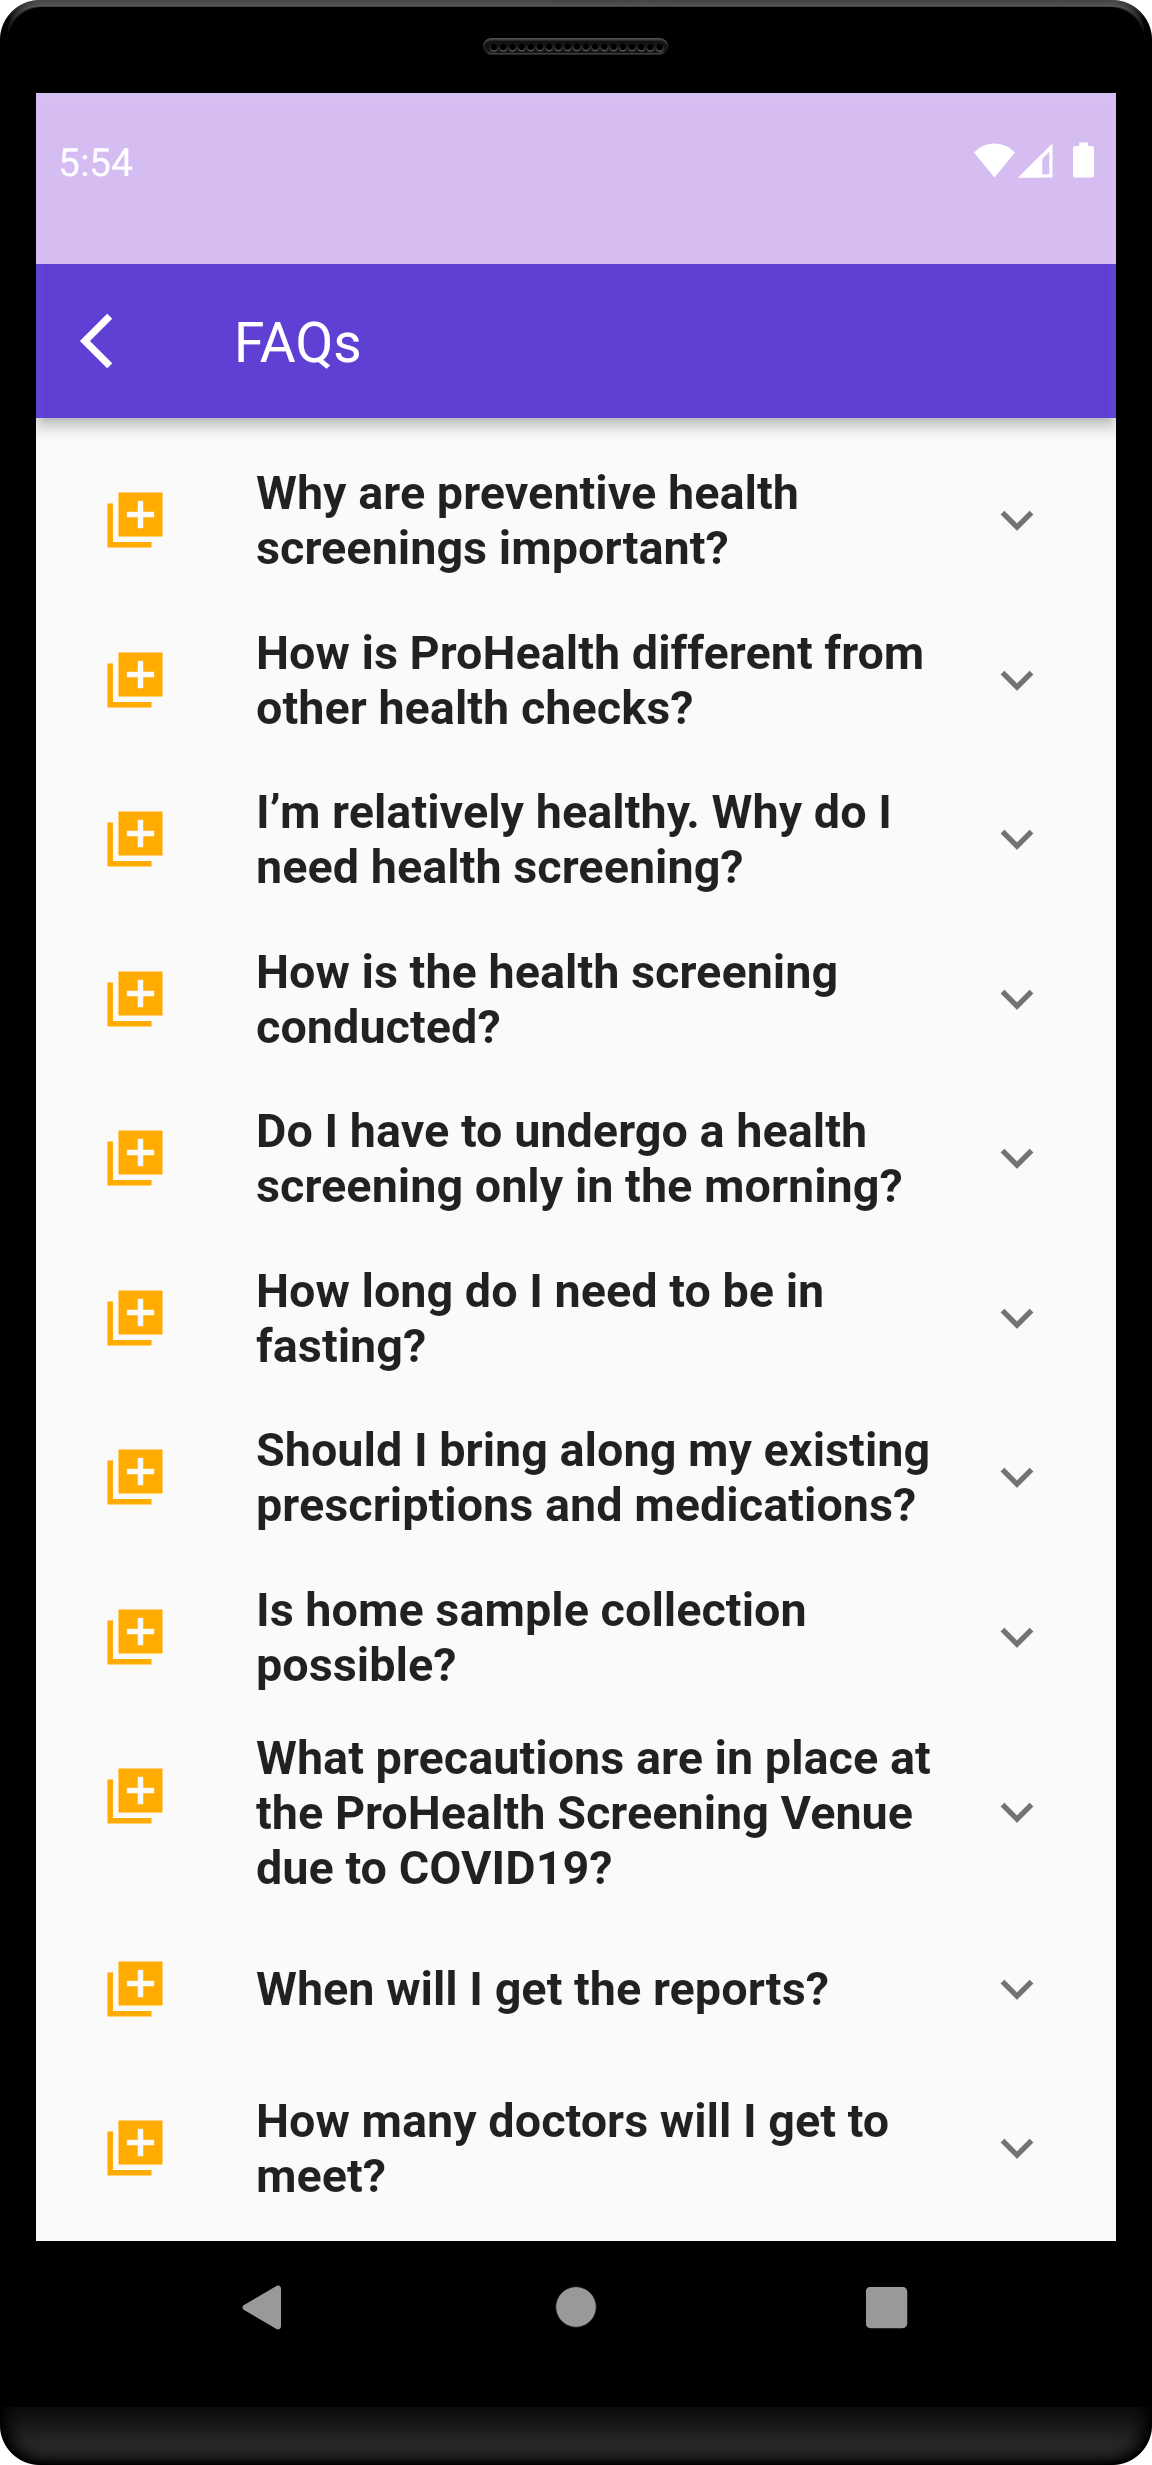 5:54
FAQs
Why are preventive health
screenings important?
How is ProHealth different from
other health checks?
I’m relatively healthy. Why do I
need health screening?
How is the health screening
conducted?
Do I have to undergo a health
screening only in the morning?
How long do I need to be in
fasting?
Should I bring along my existing
prescriptions and medications?
Is home sample collection
possible?
What precautions are in place at
the ProHealth Screening Venue
due to COVID19?
When will I get the reports?
How many doctors will I get to
meet?